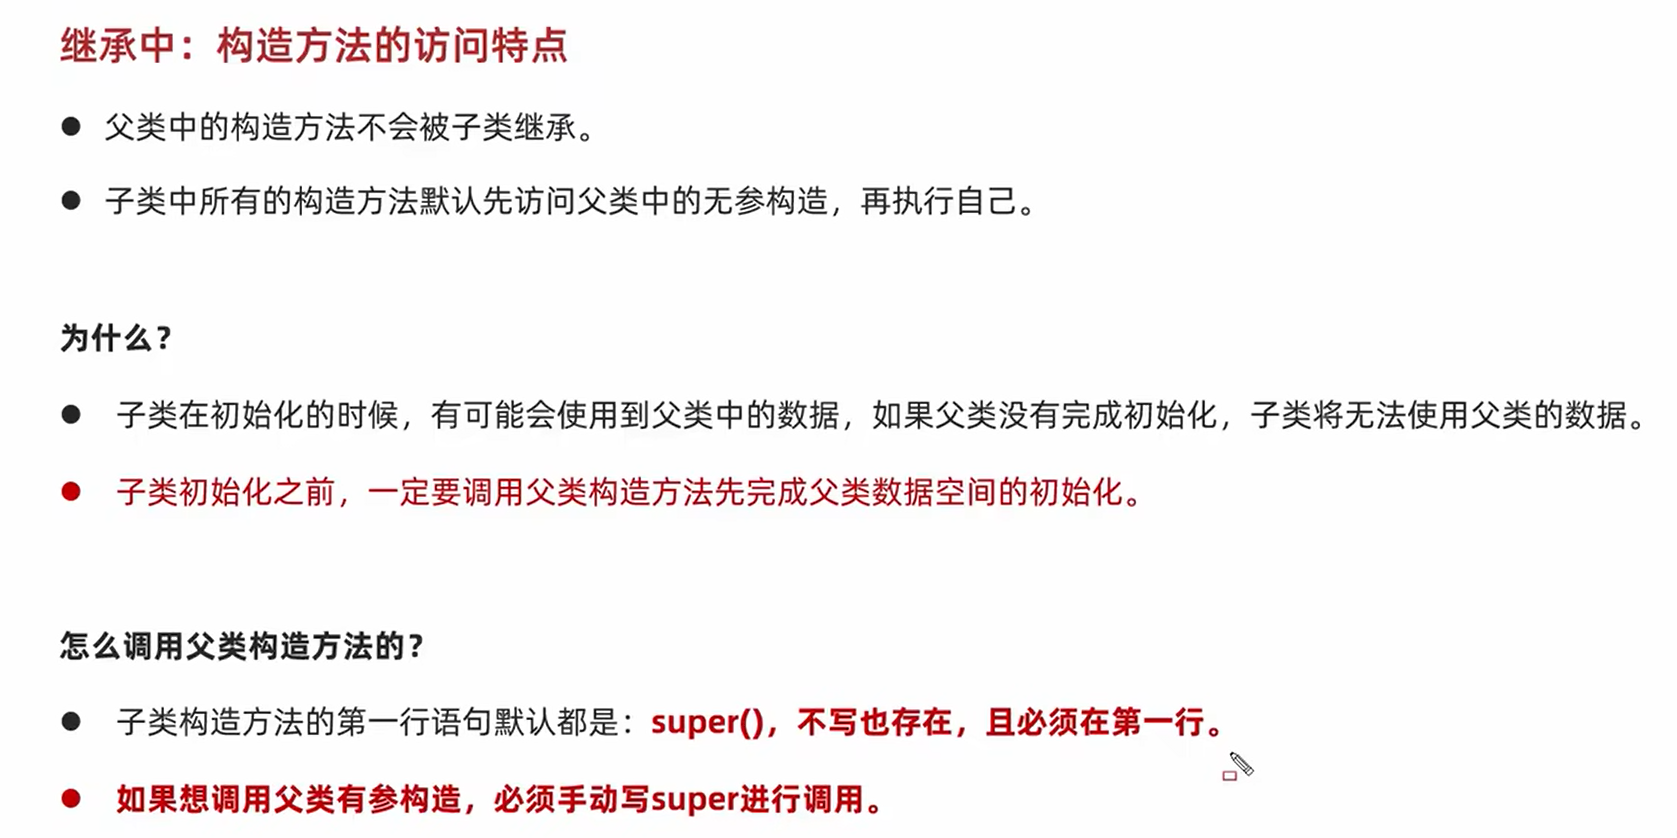 继承中：构造方法的访问特点
● 父类中的构造方法不会被子类继承。
● 子类中所有的构造方法默认先访问父类中的无参构造，再执行自己。
为什么？
● 子类在初始化的时候，有可能会使用到父类中的数据，如果父类没有完成初始化，子类将无法使用父类的数据。
● 子类初始化之前，一定要调用父类构造方法先完成父类数据空间的初始化。
怎么调用父类构造方法的？
● 子类构造方法的第一行语句默认都是：super()，不写也存在，且必须在第一行。
● 如果想调用父类有参构造，必须手动写super进行调用。